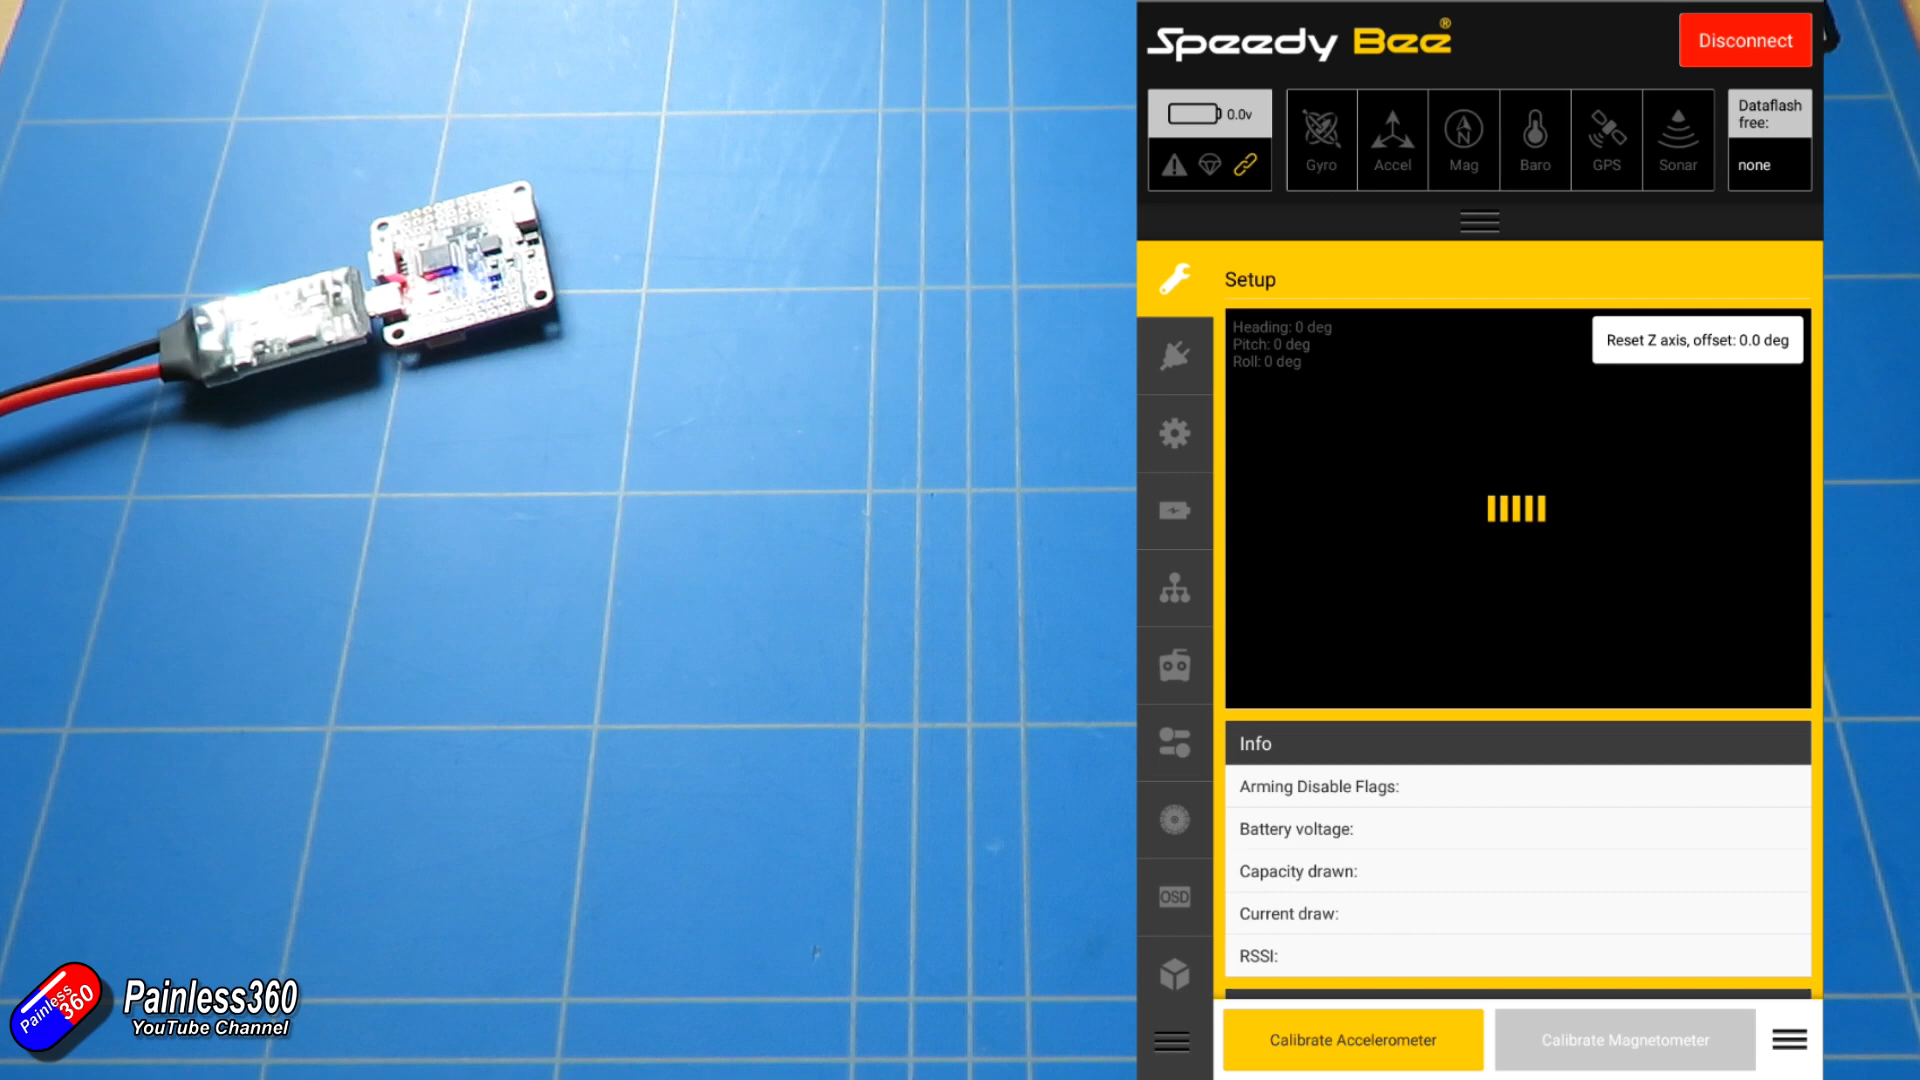 Speedy Bee®
Disconnect
0.0v
Gyro
Accel
Mag
Baro
GPS
Sonar
Dataflash
free:
none
Setup
Heading: 0 deg
Pitch: 0 deg
Roll: 0 deg
Reset Z axis, offset: 0.0 deg
Info
Arming Disable Flags:
Battery voltage:
Capacity drawn:
Current draw:
RSSI:
OSD
Calibrate Accelerometer
Calibrate Magnetometer
Painless
360
Painless360
YouTube Channel